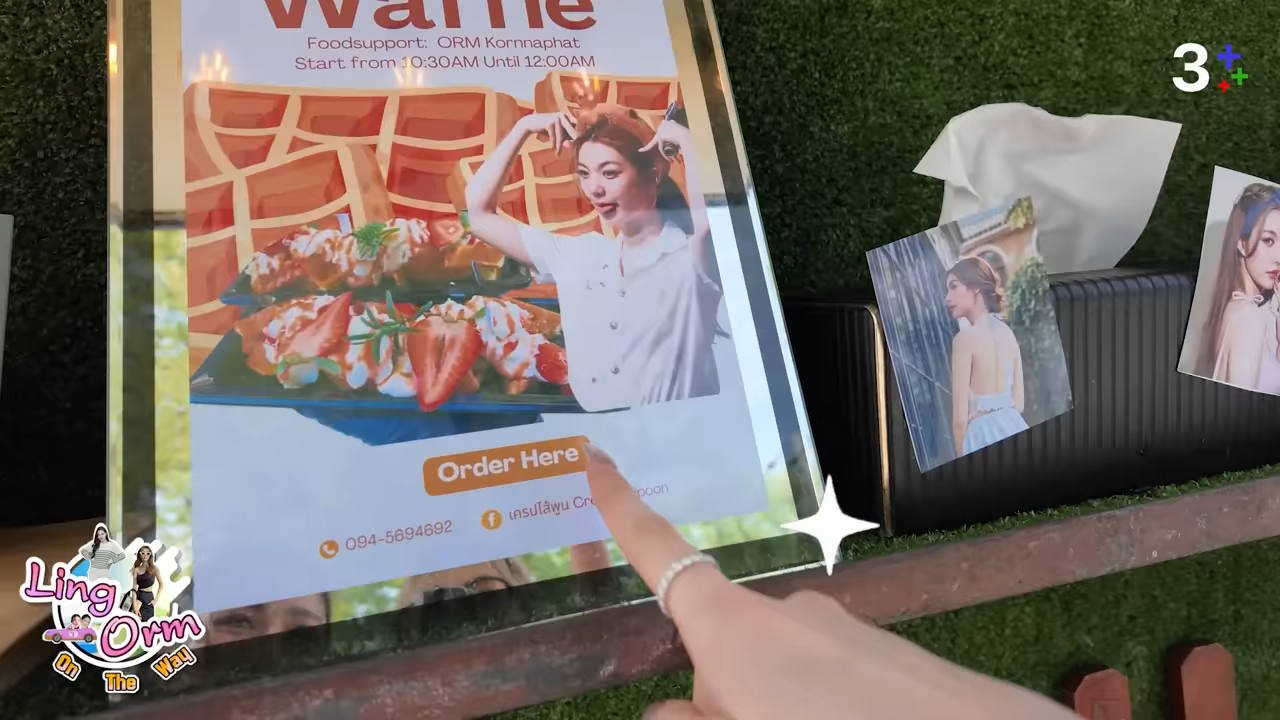 Waffle
Foodsupport: ORM Kornnaphat
Start from 10:30AM Until 12:00AM
Order Here
094-5694692
เครปไส้พูน
3
Ling
Orm
On The Way